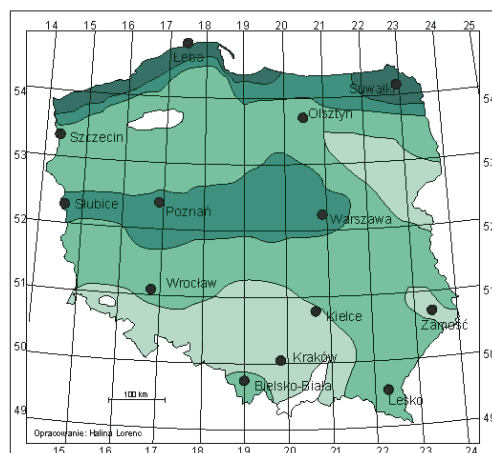 14 15 16 17 18 19 20 21 22 23 24
Łeba
54
Suwałki
54
Olsztyn
Szczecin
53
53
Słubice
Poznań
Warszawa
52
52
Wrocław
51
51
Kielce
Zamość
50
Kraków
50
Bielsko-Biała
Lesko
100 km
49
49
Opracowanie: Halina Lorenc
15 16 17 18 19 20 21 22 23 24